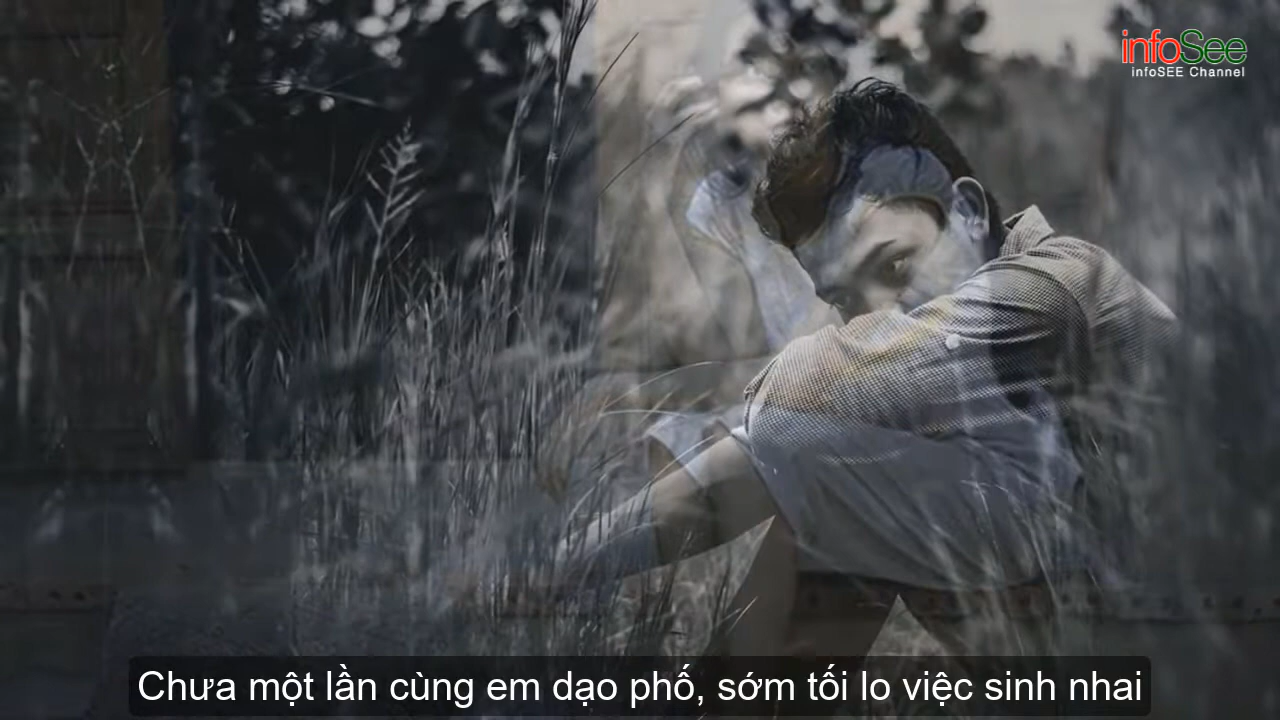 infoSee
infoSEE Channel
Chưa một lần cùng em dạo phố, sớm tối lo việc sinh nhai